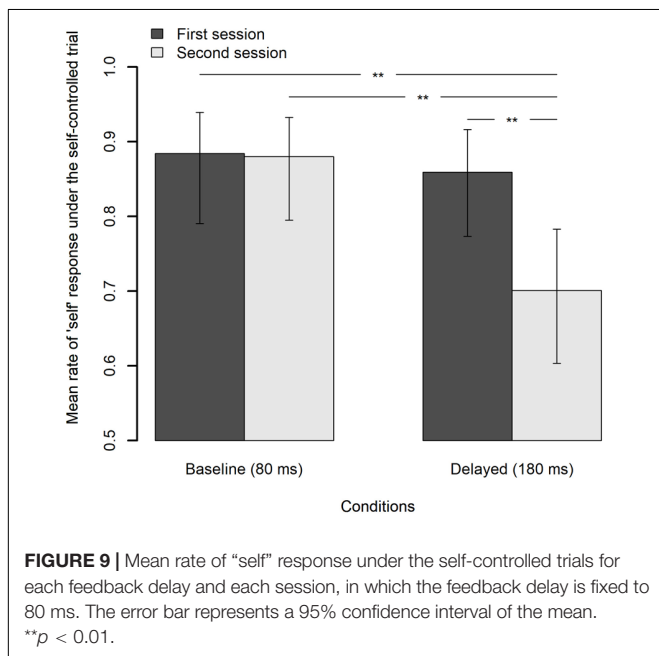 First session
Second session
Mean rate of 'self' response under the self-controlled trial
1.0
0.9
0.8
0.7
0.6
0.5
**
**
**
Baseline (80 ms)
Delayed (180 ms)
Conditions
FIGURE 9 | Mean rate of “self” response under the self-controlled trials for
each feedback delay and each session, in which the feedback delay is fixed to
80 ms. The error bar represents a 95% confidence interval of the mean.
**p < 0.01.